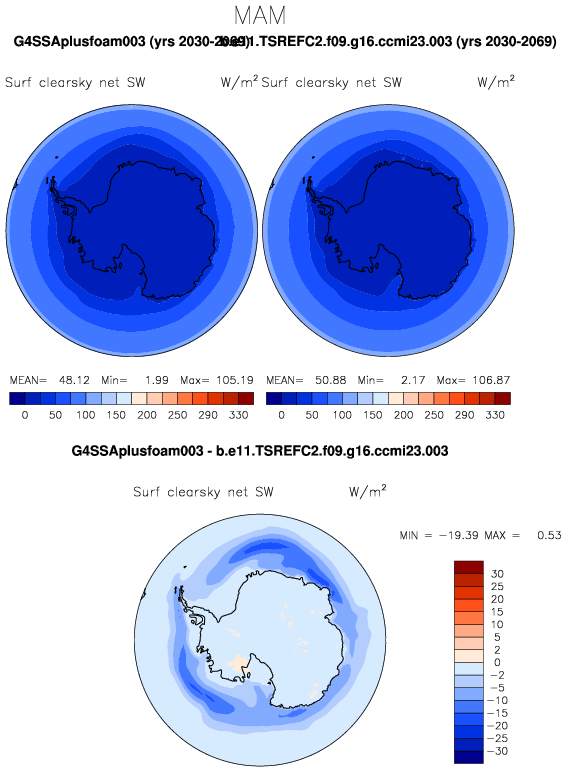 MAM
G4SSAplusfoam003 (yrs 2030-2069) b.e11.TSREFC2.f09.g16.ccmi23.003 (yrs 2030-2069)
Surf clearsky net SW W/m² Surf clearsky net SW W/m²
MEAN= 48.12 Min= 1.99 Max= 105.19 MEAN= 50.88 Min= 2.17 Max= 106.87
0 50 100 150 200 250 290 330 0 50 100 150 200 250 290 330
G4SSAplusfoam003 - b.e11.TSREFC2.f09.g16.ccmi23.003
Surf clearsky net SW W/m²
MIN = -19.39 MAX = 0.53
30
25
20
15
10
5
2
0
-2
-5
-10
-15
-20
-25
-30